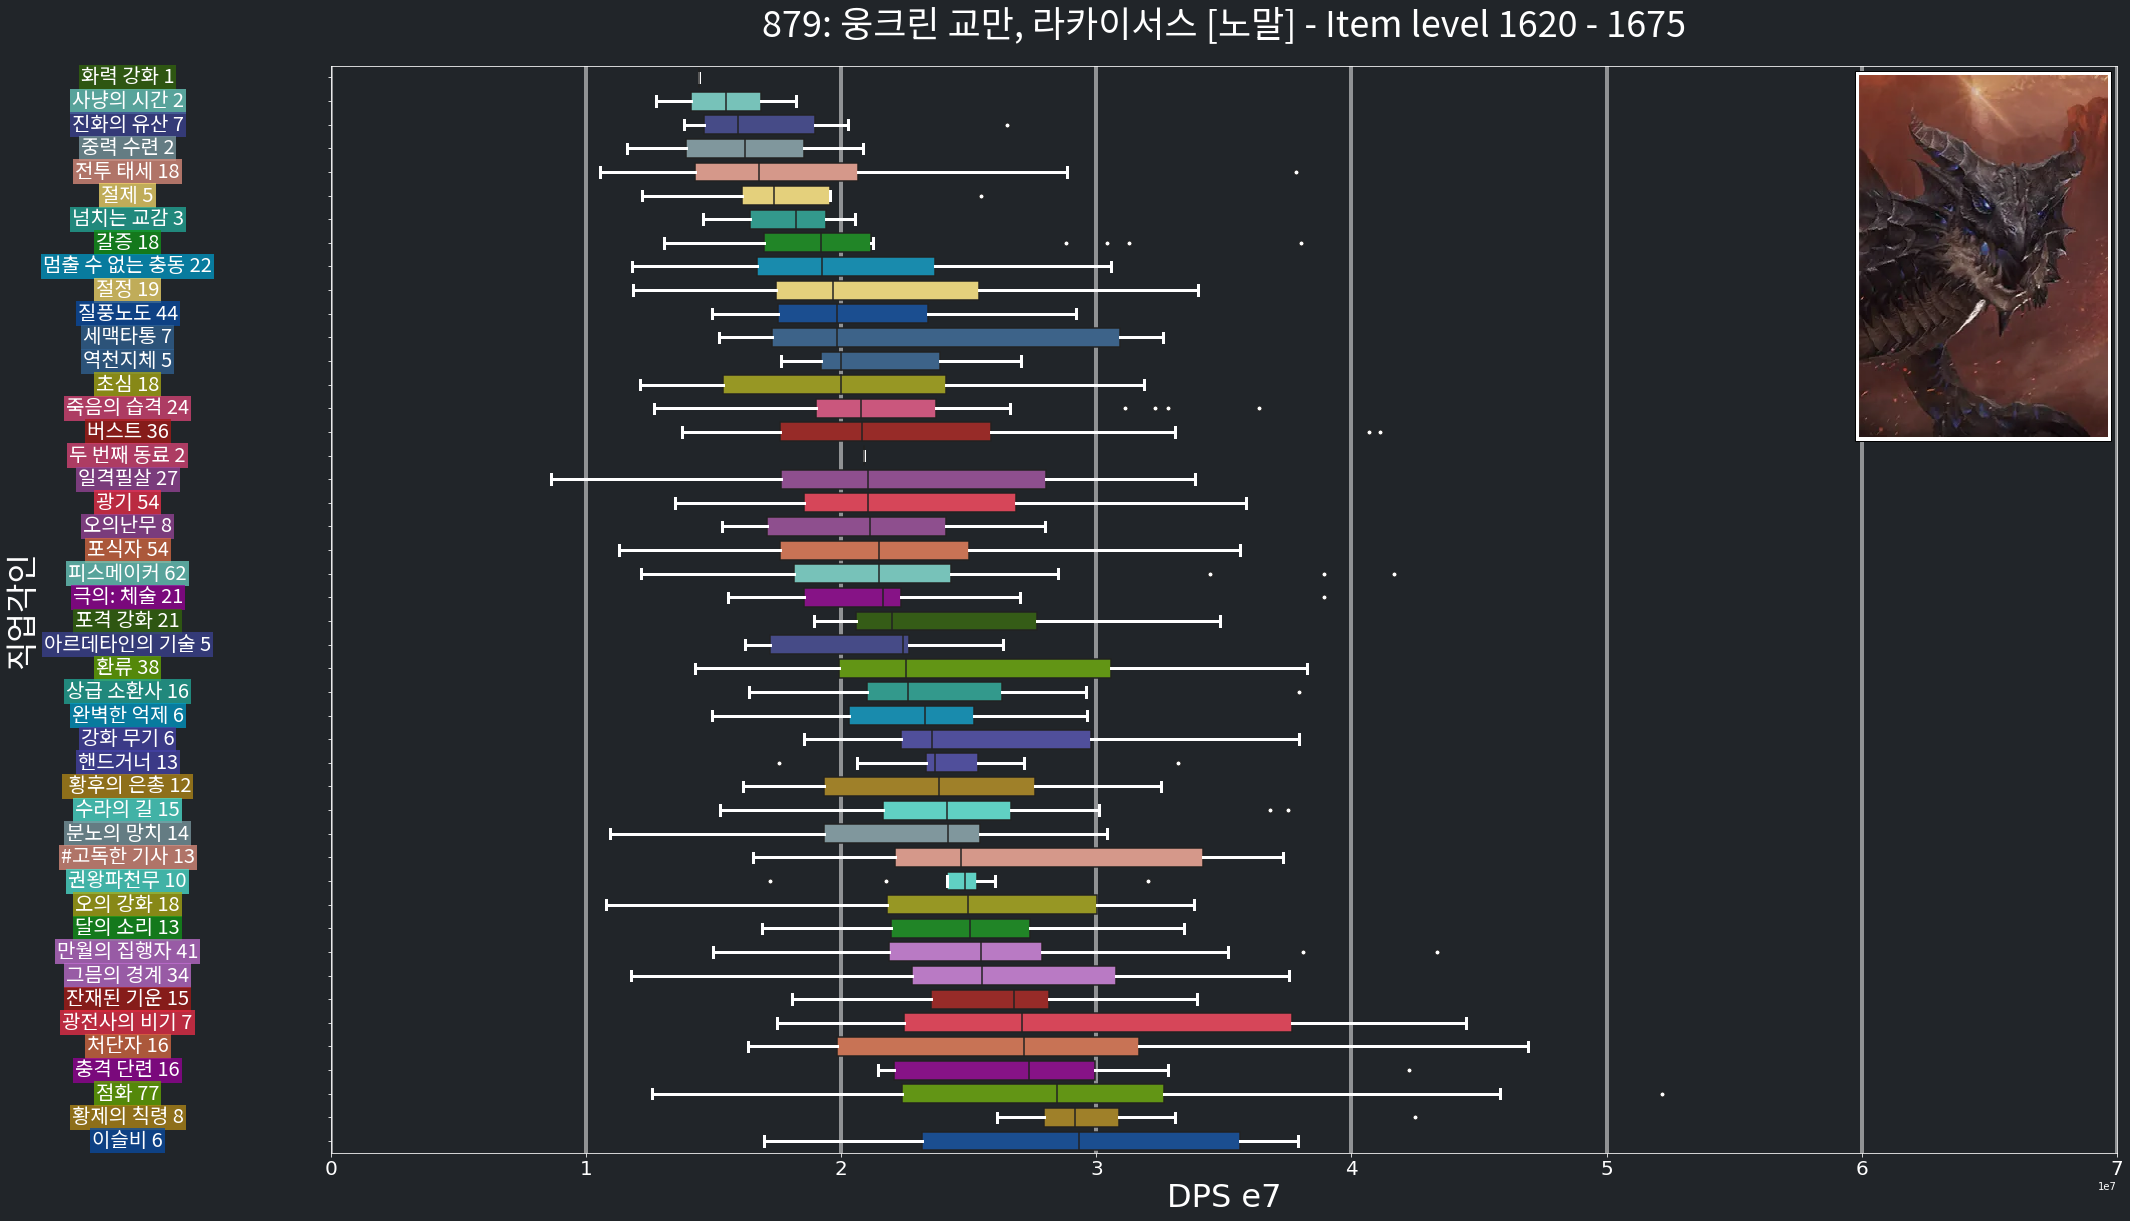 879: 웅크린 교만, 라카이서스 [노말] - Item level 1620 - 1675
화력 강화 1
사냥의 시간 2
진화의 유산 7
중력 수련 2
전투 태세 18
절제 5
넘치는 교감 3
갈증 18
멈출 수 없는 충동 22
절정 19
질풍노도 44
세맥타통 7
역천지체 5
초심 18
죽음의 습격 24
버스트 36
두 번째 동료 2
일격필살 27
광기 54
오의난무 8
포식자 54
피스메이커 62
극의: 체술 21
포격 강화 21
아르데타인의 기술 5
환류 38
상급 소환사 16
완벽한 억제 6
강화 무기 6
핸드거너 13
황후의 은총 12
수라의 길 15
분노의 망치 14
#고독한 기사 13
권왕파천무 10
오의 강화 18
달의 소리 13
만월의 집행자 41
그믐의 경계 34
잔재된 기운 15
광전사의 비기 7
처단자 16
충격 단련 16
점화 77
황제의 칙령 8
이슬비 6
직업각인
0 1 2 3 4 5 6 7
1e7
DPS e7